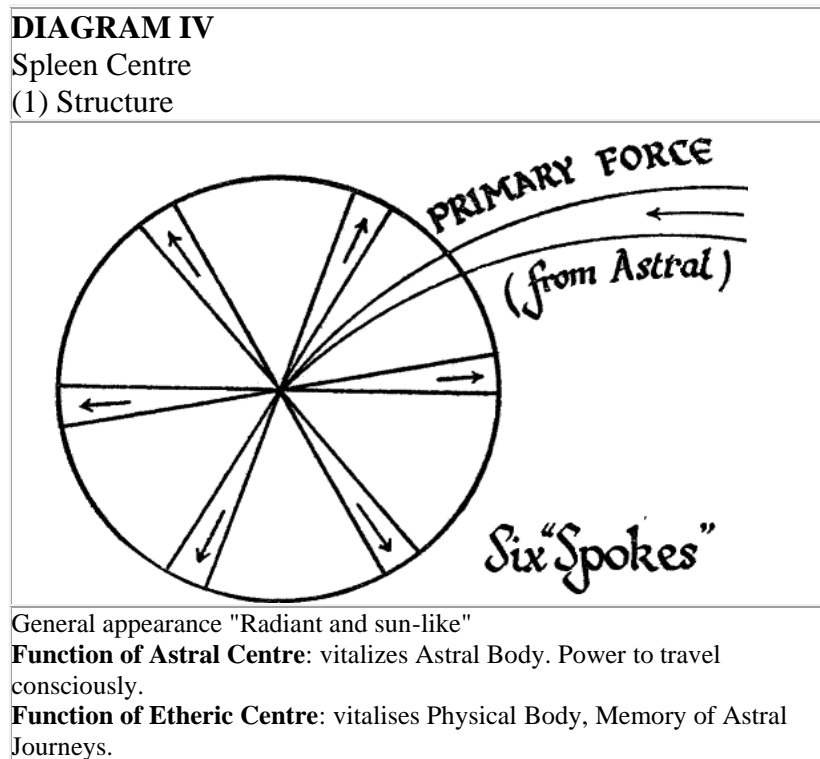 DIAGRAM IV
Spleen Centre
(1) Structure
PRIMARY FORCE
(from Astral)
Six "Spokes"
General appearance "Radiant and sun-like"
Function of Astral Centre: vitalizes Astral Body. Power to travel
consciously.
Function of Etheric Centre: vitalises Physical Body, Memory of Astral
Journeys.